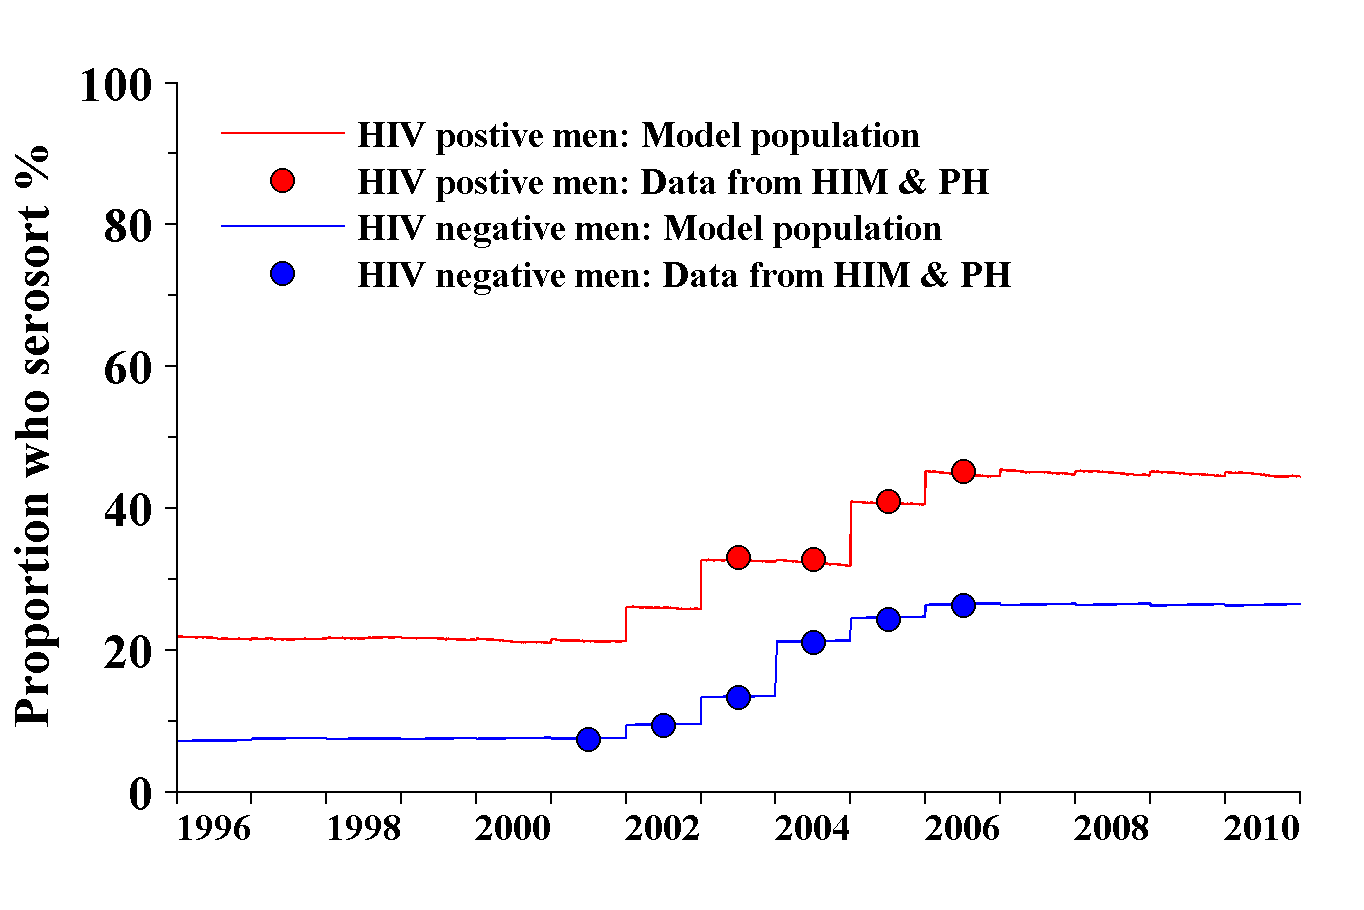 100
80
60
40
20
0
Proportion who serosort %
HIV postive men: Model population
HIV postive men: Data from HIM & PH
HIV negative men: Model population
HIV negative men: Data from HIM & PH
1996 1998 2000 2002 2004 2006 2008 2010